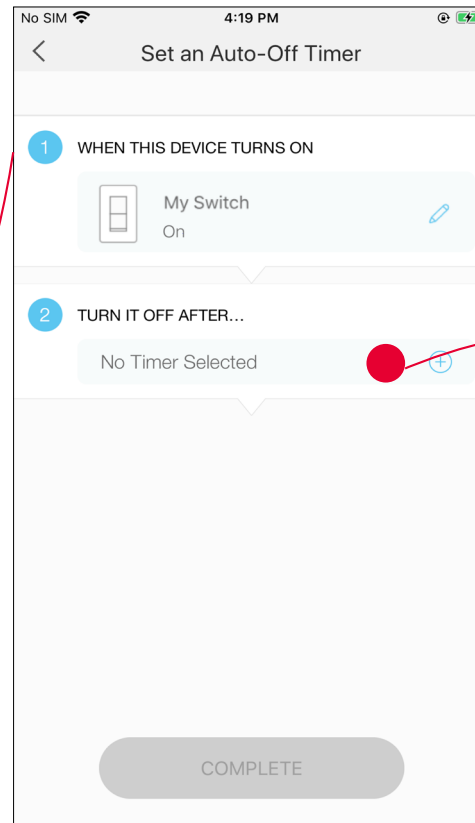 No SIM 4:19 PM
Set an Auto-Off Timer
1 WHEN THIS DEVICE TURNS ON
My Switch
On
2 TURN IT OFF AFTER...
No Timer Selected
COMPLETE